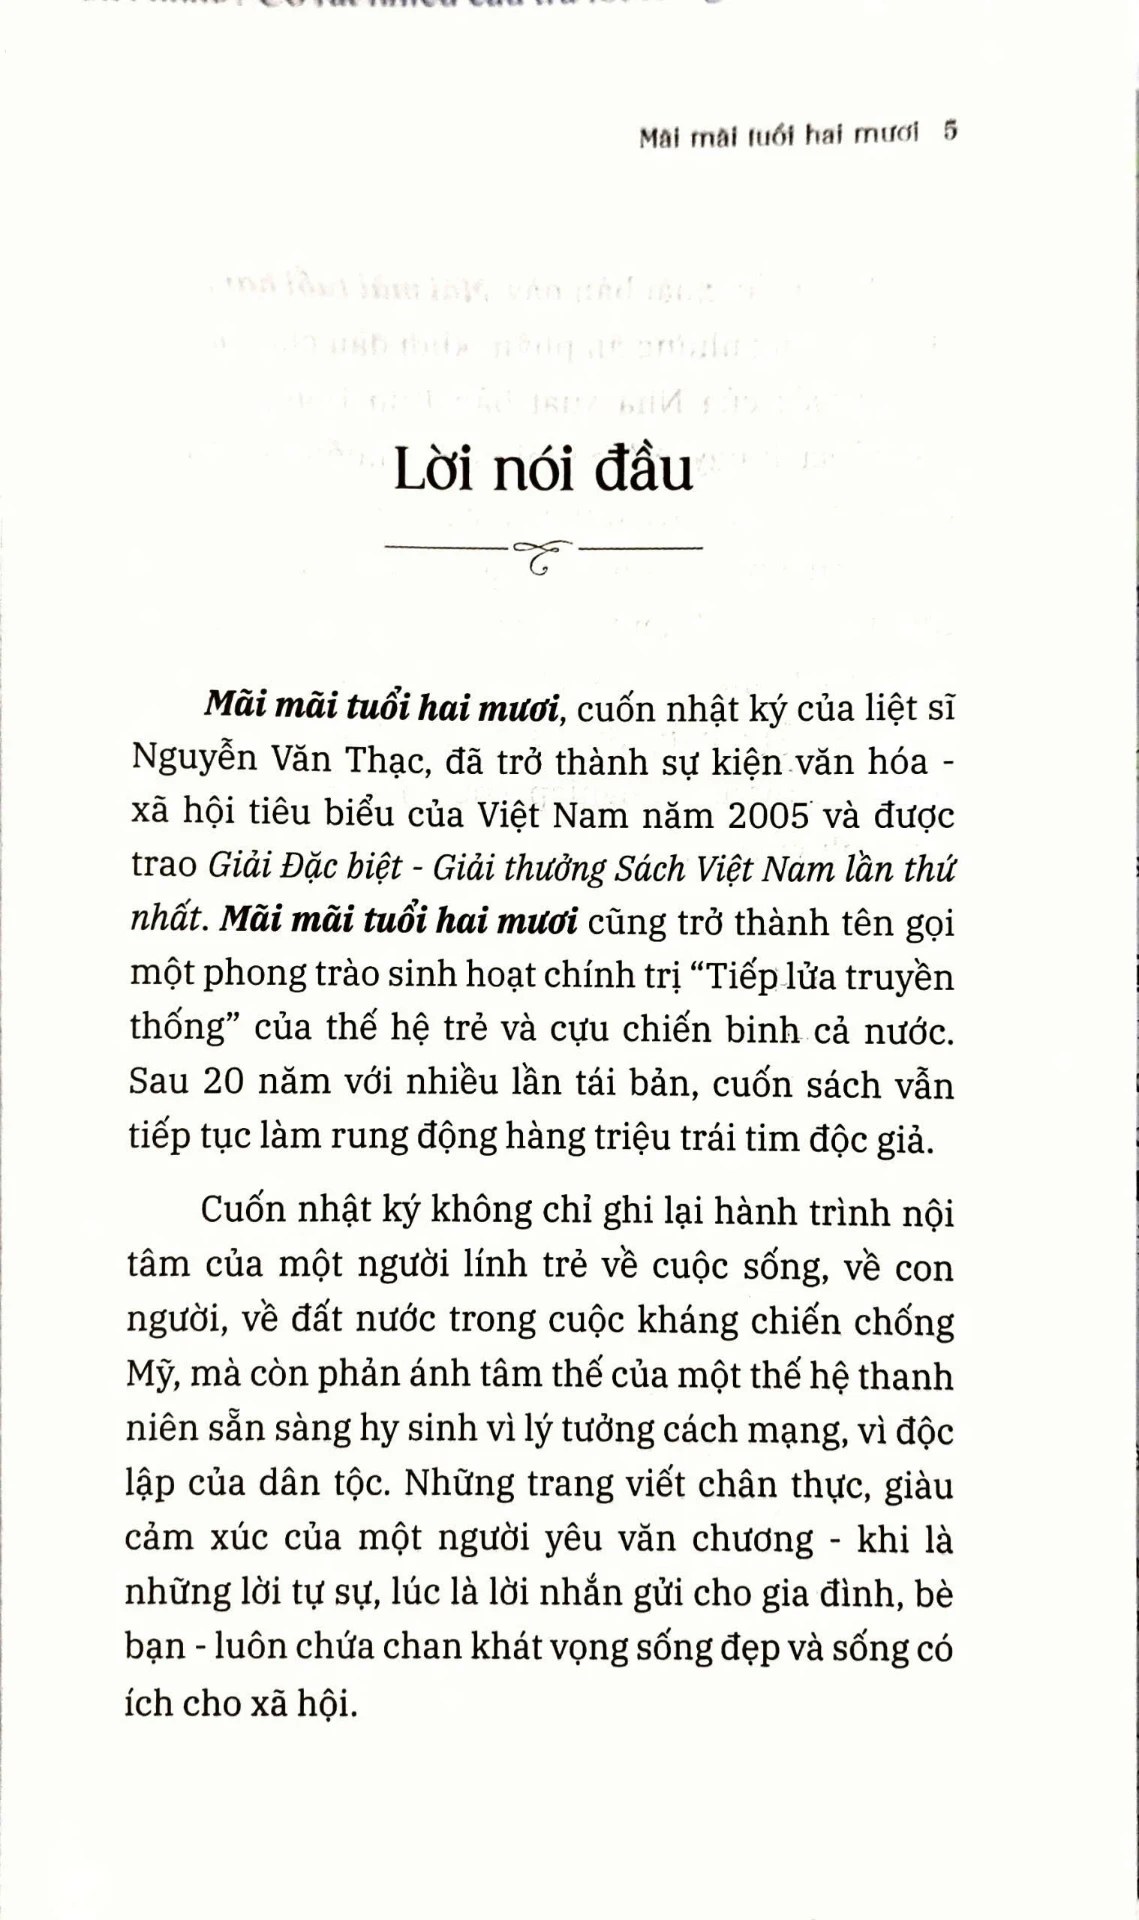 Mãi mãi tuổi hai mươi 5
Lời nói đầu
Mãi mãi tuổi hai mươi, cuốn nhật ký của liệt sĩ
Nguyễn Văn Thạc, đã trở thành sự kiện văn hóa -
xã hội tiêu biểu của Việt Nam năm 2005 và được
trao Giải Đặc biệt - Giải thưởng Sách Việt Nam lần thứ
nhất. Mãi mãi tuổi hai mươi cũng trở thành tên gọi
một phong trào sinh hoạt chính trị “Tiếp lửa truyền
thống” của thế hệ trẻ và cựu chiến binh cả nước.
Sau 20 năm với nhiều lần tái bản, cuốn sách vẫn
tiếp tục làm rung động hàng triệu trái tim độc giả.
Cuốn nhật ký không chỉ ghi lại hành trình nội
tâm của một người lính trẻ về cuộc sống, về con
người, về đất nước trong cuộc kháng chiến chống
Mỹ, mà còn phản ánh tâm thế của một thế hệ thanh
niên sẵn sàng hy sinh vì lý tưởng cách mạng, vì độc
lập của dân tộc. Những trang viết chân thực, giàu
cảm xúc của một người yêu văn chương - khi là
những lời tự sự, lúc là lời nhắn gửi cho gia đình, bè
bạn - luôn chứa chan khát vọng sống đẹp và sống có
ích cho xã hội.